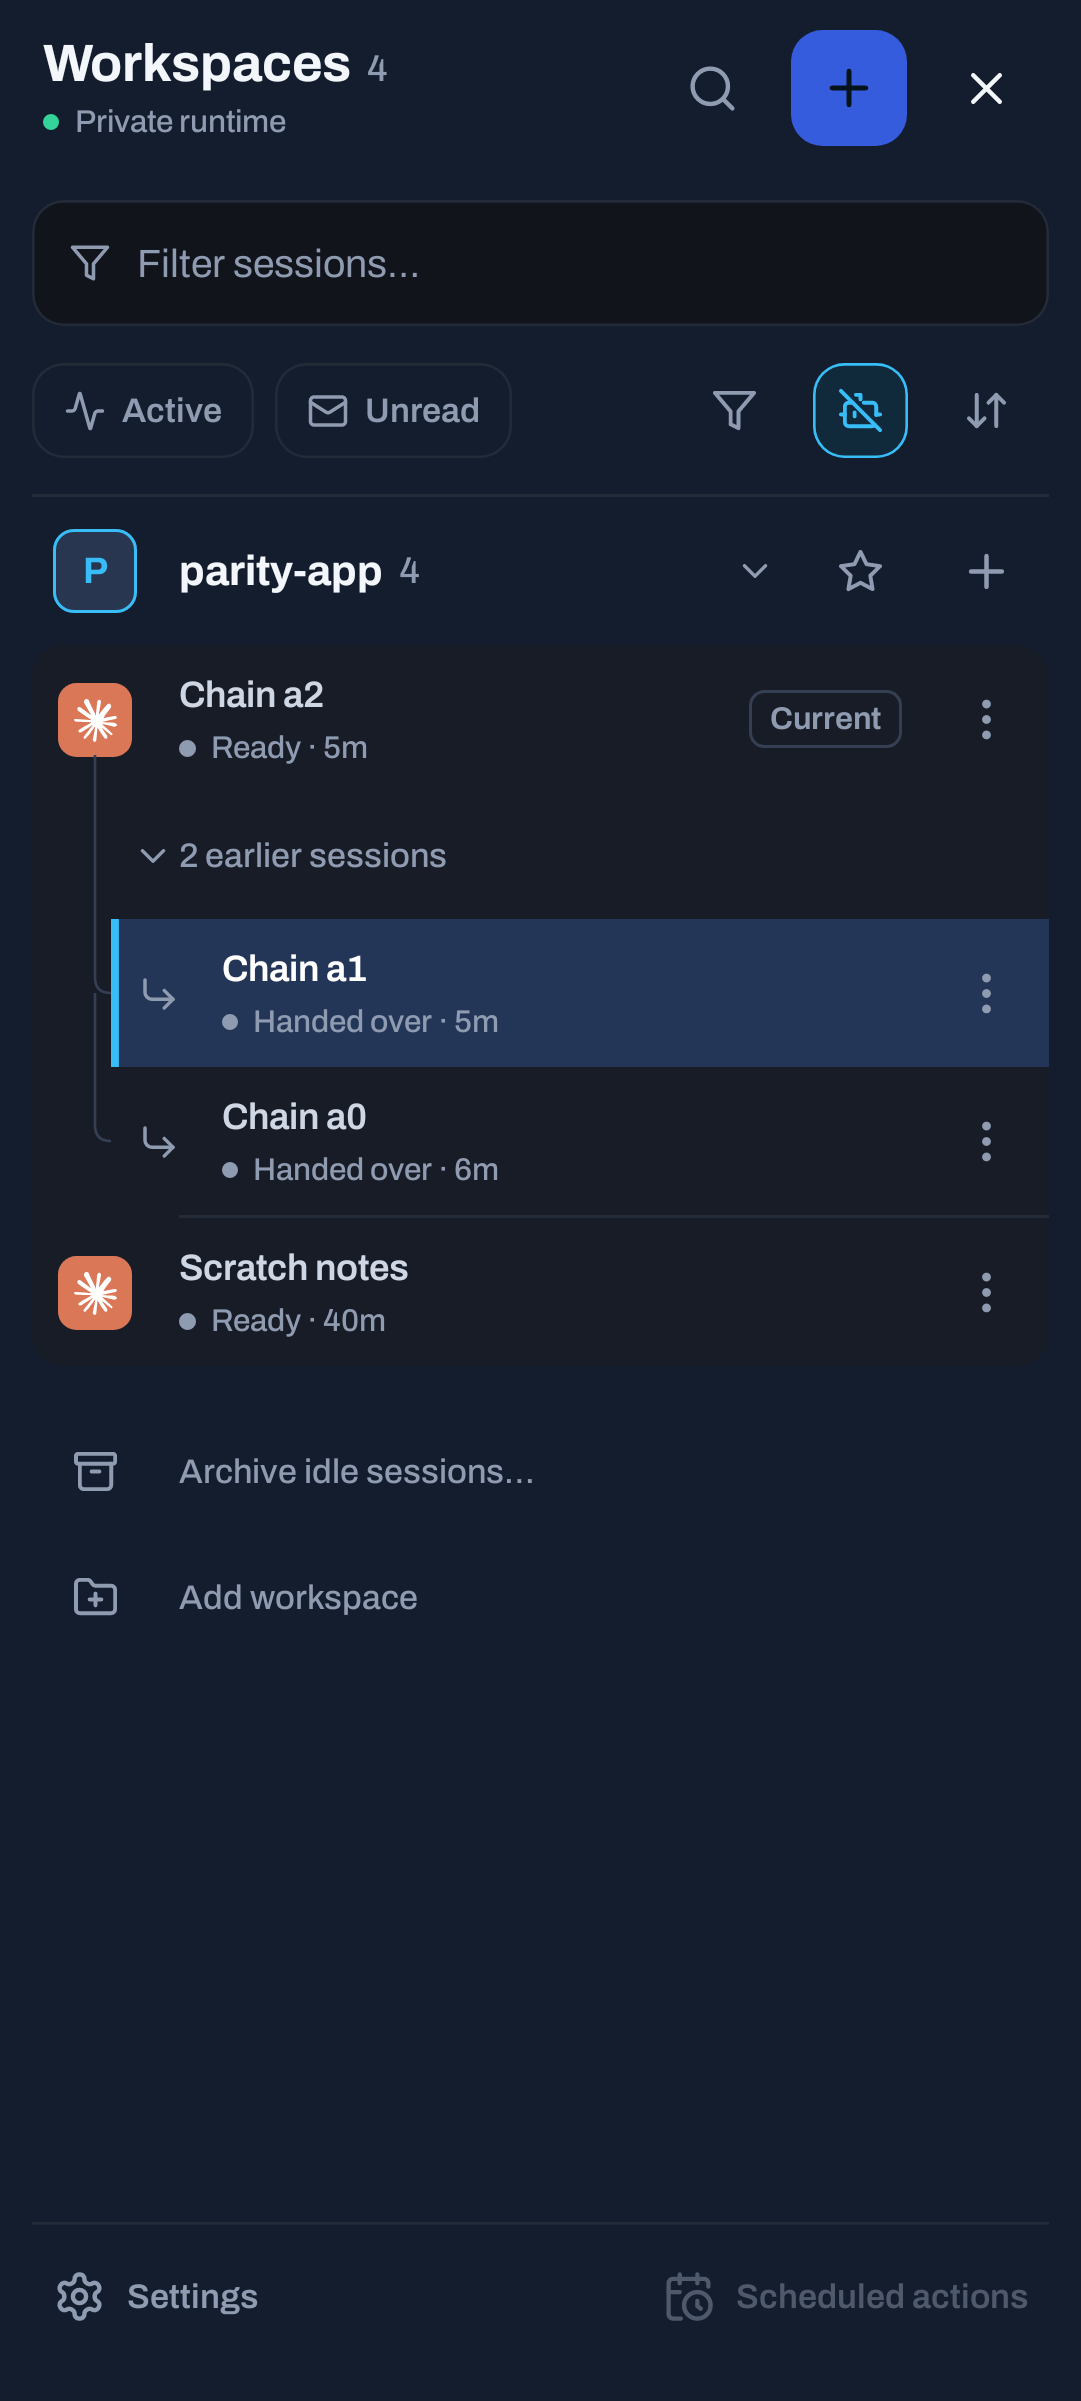 Workspaces 4
Private runtime
Filter sessions...
Active
Unread
P
parity-app 4
Chain a2
Ready · 5m
Current
2 earlier sessions
Chain a1
Handed over · 5m
Chain a0
Handed over · 6m
Scratch notes
Ready · 40m
Archive idle sessions...
Add workspace
Settings
Scheduled actions